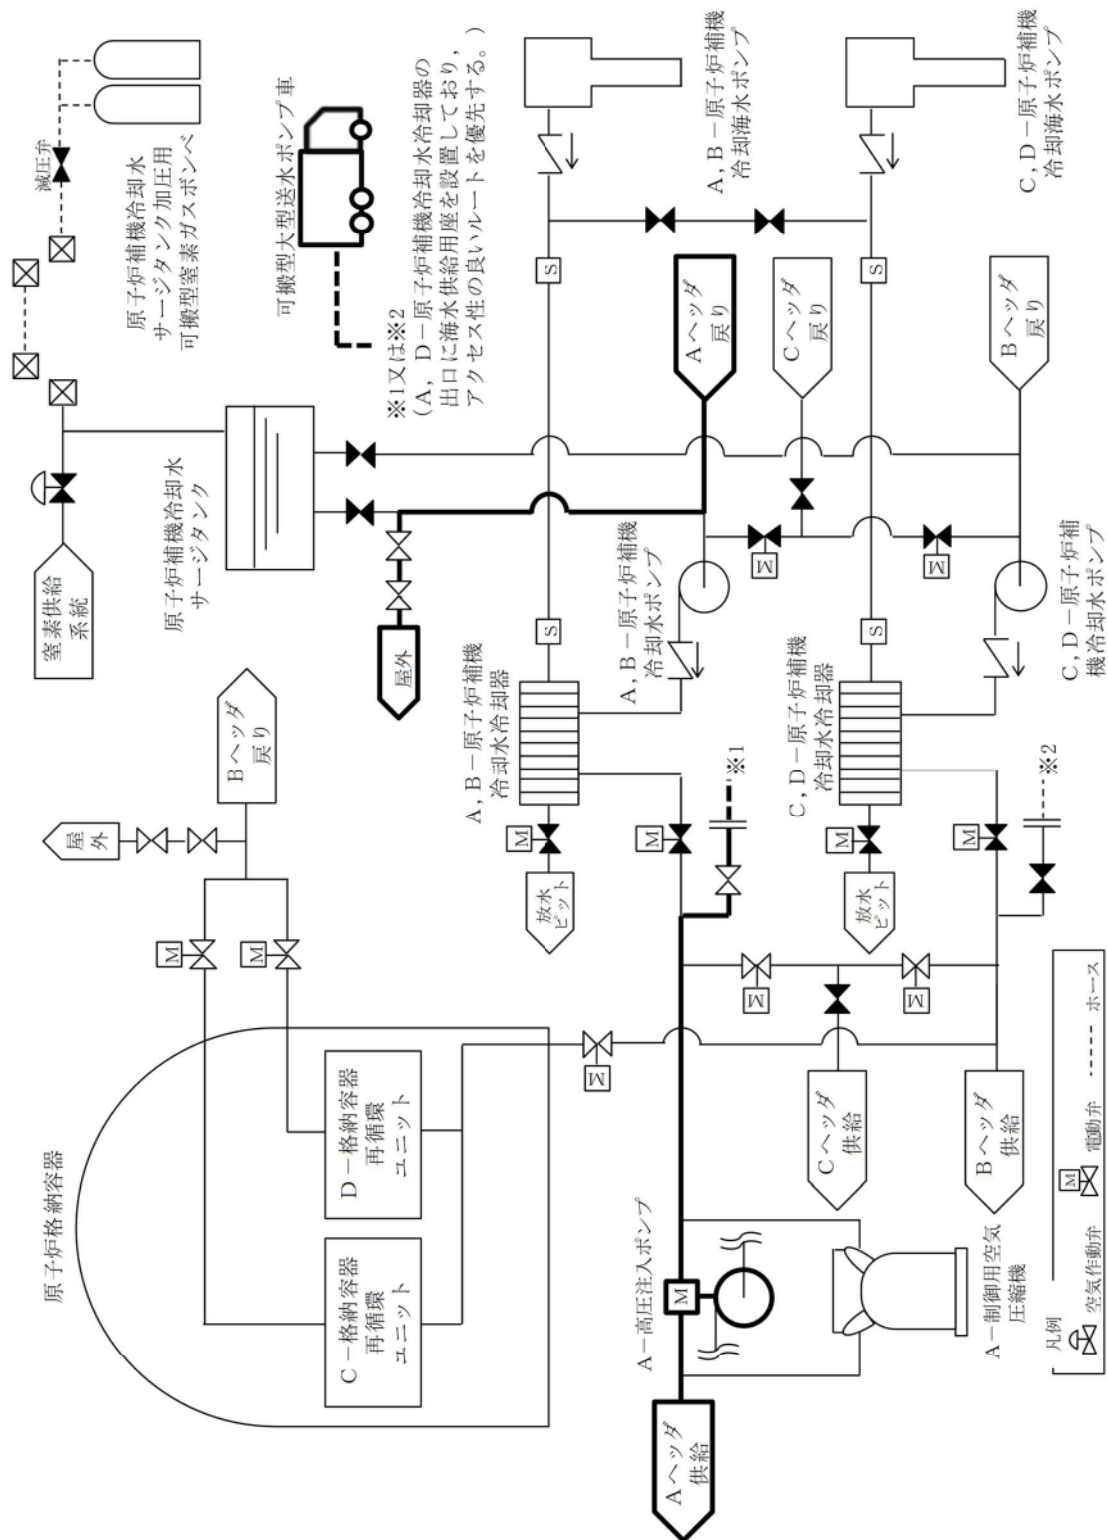 原子炉格納容器
C－格納容器
再循環
ユニット
D－格納容器
再循環
ユニット
M
M
屋外
Bヘッダ
戻り
窒素供給
系統
原子炉補機冷却水
サージタンク
減圧弁
原子炉補機冷却水
サージタンク加圧用
可搬型窒素ガスボンベ
可搬型大型送水ポンプ車
※1又は※2
（A，D－原子炉補機冷却水冷却器の
出口に海水供給用座を設置しており，
アクセス性の良いルートを優先する。）
屋外
A,B－原子炉補機
冷却水冷却器
S
S
A,B－原子炉補機
冷却海水ポンプ
M
放水
ピット
M
※1
A,B－原子炉補機
冷却水ポンプ
Aヘッダ
戻り
Cヘッダ
戻り
M
M
Bヘッダ
戻り
C,D－原子炉補機
冷却水冷却器
S
S
C,D－原子炉補機
冷却海水ポンプ
M
放水
ピット
M
※2
C,D－原子炉補
機冷却水ポンプ
M
M
M
Aヘッダ
供給
A－高圧注入ポンプ
M
Cヘッダ
供給
Bヘッダ
供給
A－制御用空気
圧縮機
凡例
空気作動弁
M
電動弁
ホース